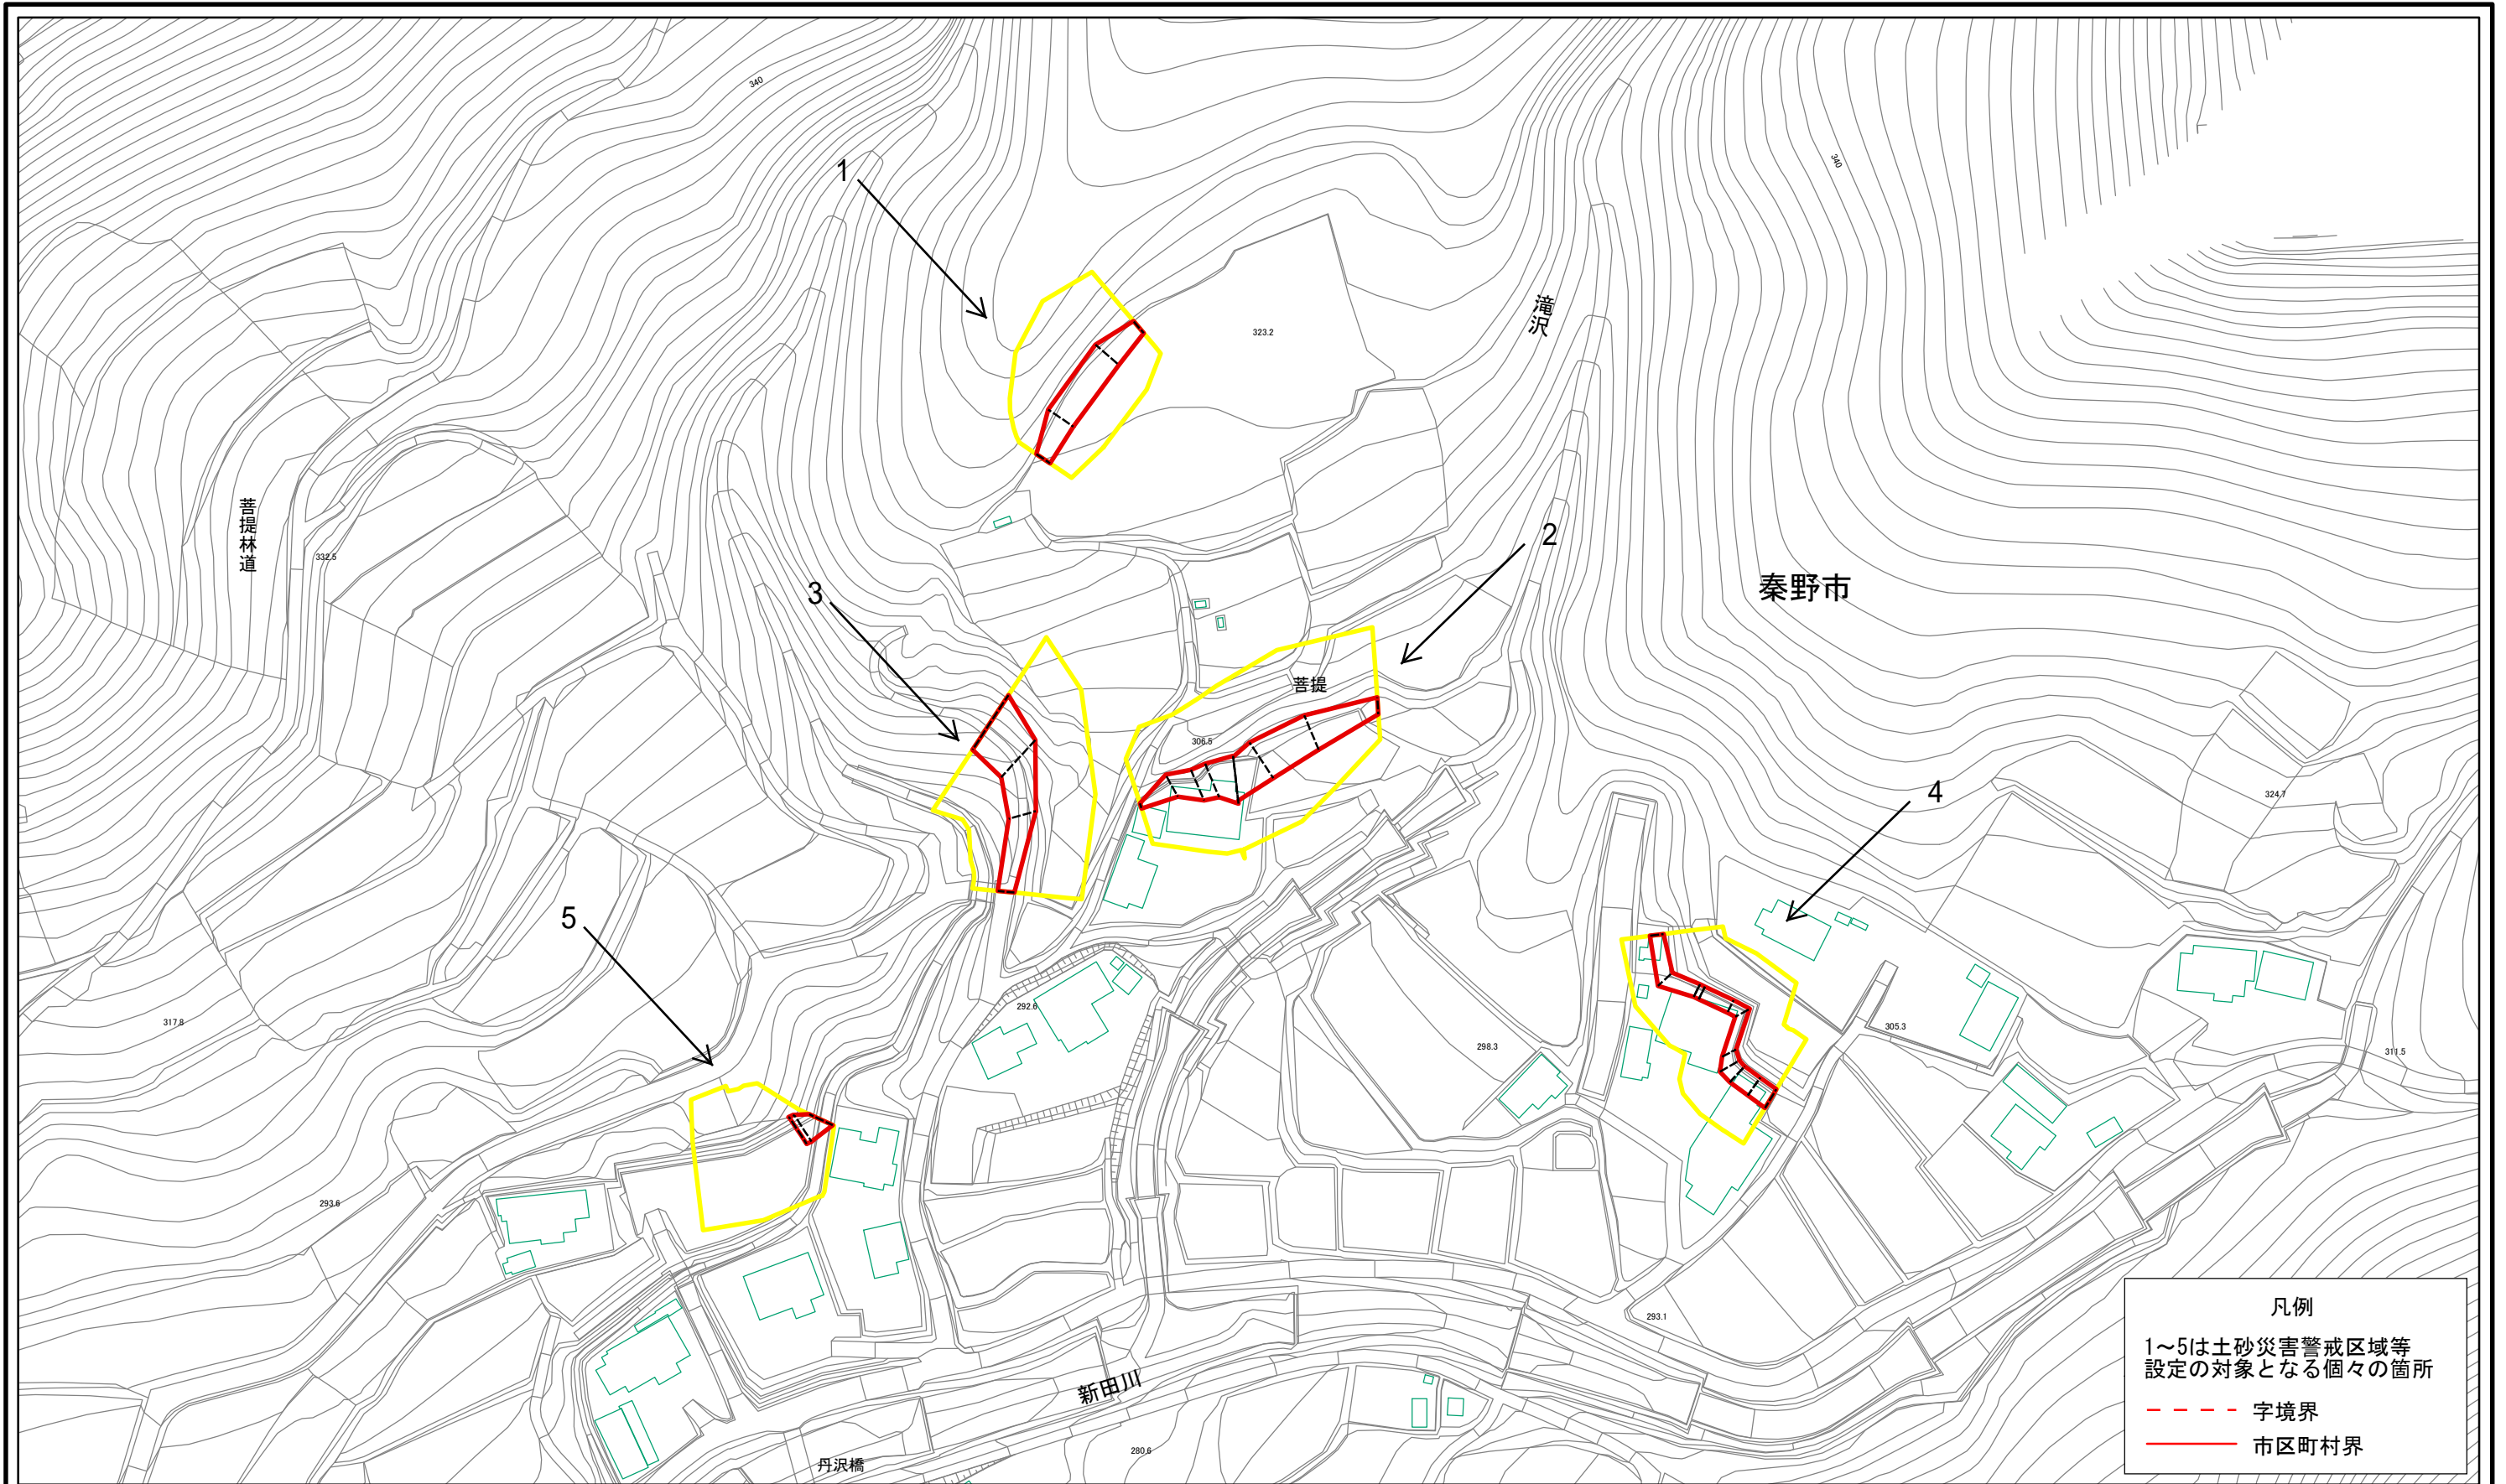 340
1
340
滝沢
323.2
菩提林道
332.5
2
3
秦野市
菩提
306.5
4
324.7
5
292.6
317.8
298.3
305.3
311.5
293.6
293.1
新田川
280.6
丹沢橋
凡例
1～5は土砂災害警戒区域等
設定の対象となる個々の箇所
字境界
市区町村界